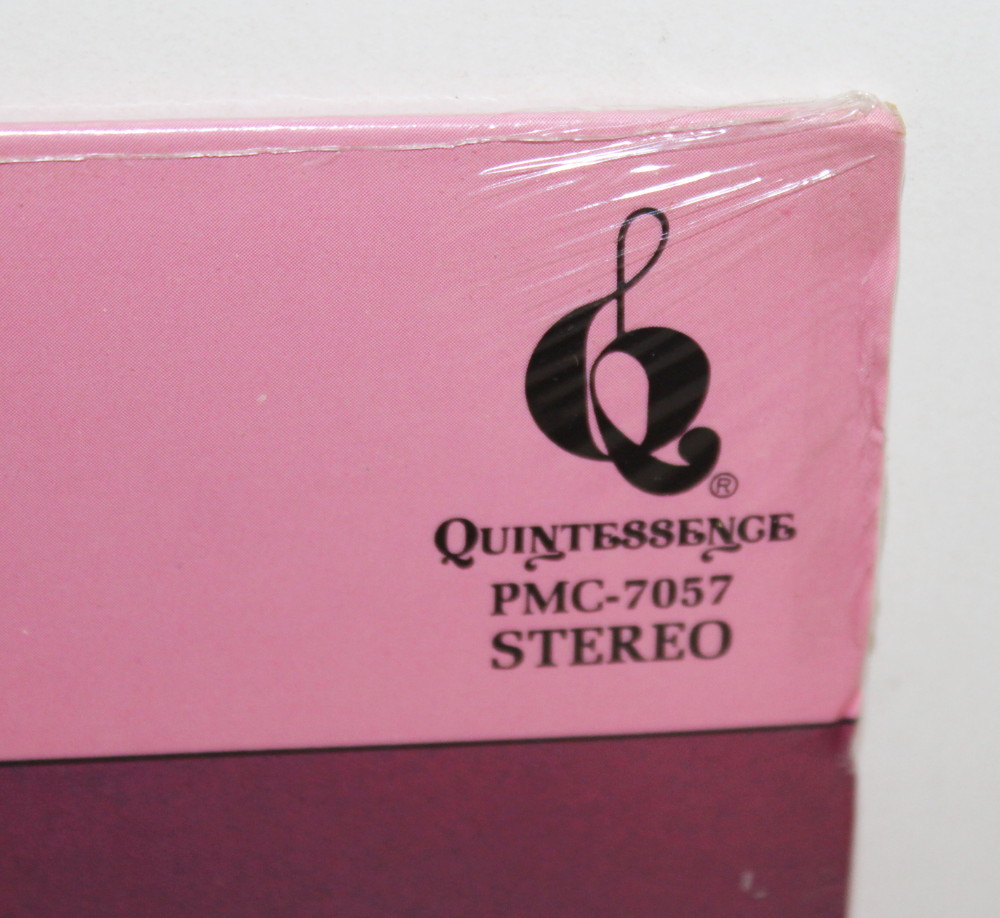 ®
QUINTESSENCE
PMC-7057
STEREO